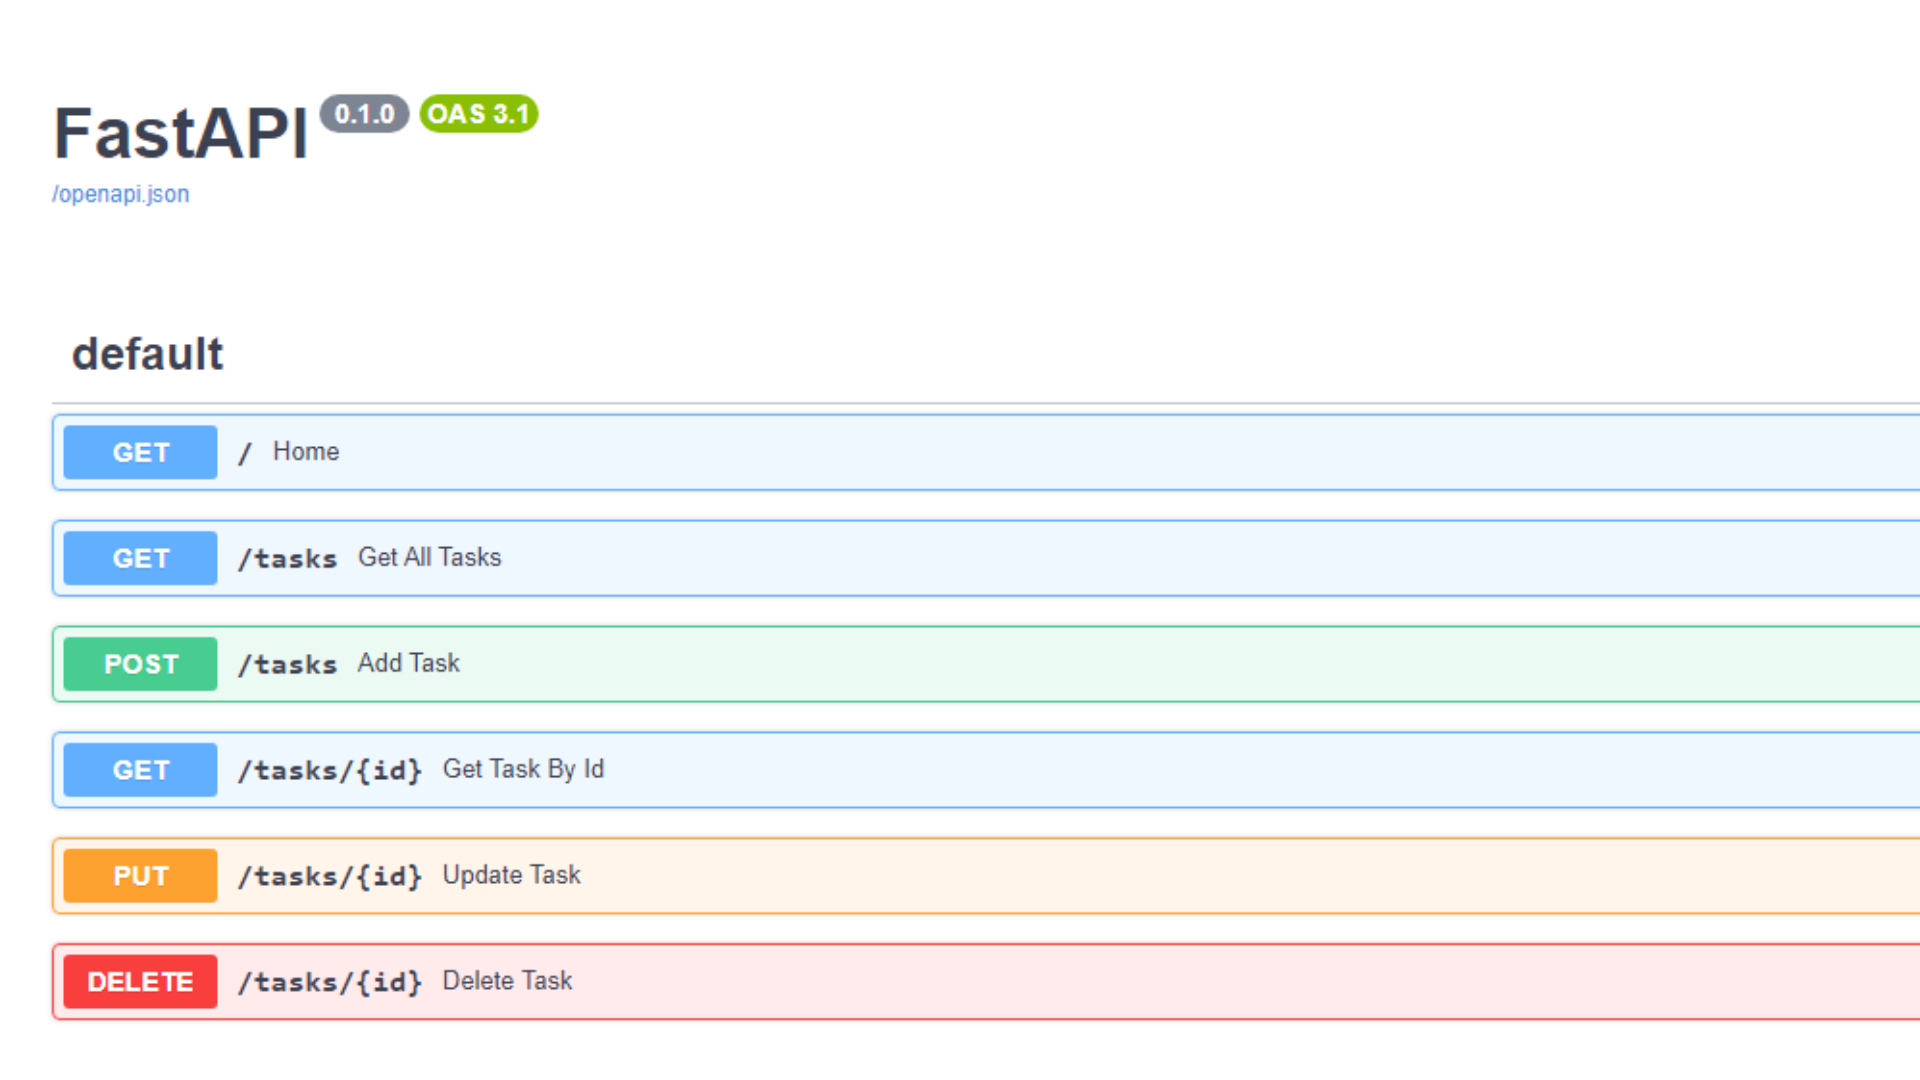 FastAPI 0.1.0 OAS 3.1
/openapi.json
default
GET / Home
GET /tasks Get All Tasks
POST /tasks Add Task
GET /tasks/{id} Get Task By Id
PUT /tasks/{id} Update Task
DELETE /tasks/{id} Delete Task